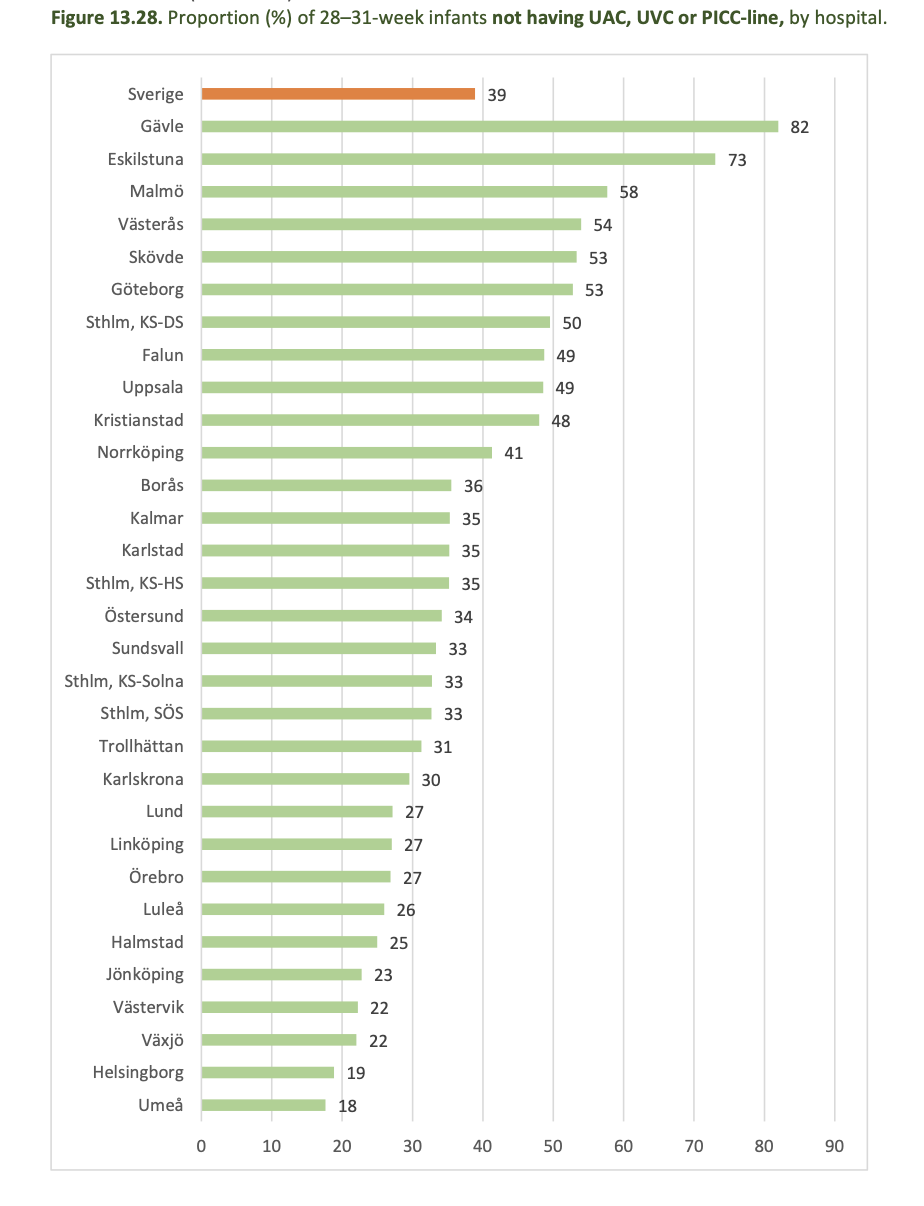 Figure 13.28. Proportion (%) of 28–31-week infants not having UAC, UVC or PICC-line, by hospital.
Sverige 39
Gävle 82
Eskilstuna 73
Malmö 58
Västerås 54
Skövde 53
Göteborg 53
Sthlm, KS-DS 50
Falun 49
Uppsala 49
Kristianstad 48
Norrköping 41
Borås 36
Kalmar 35
Karlstad 35
Sthlm, KS-HS 35
Östersund 34
Sundsvall 33
Sthlm, KS-Solna 33
Sthlm, SÖS 33
Trollhättan 31
Karlskrona 30
Lund 27
Linköping 27
Örebro 27
Luleå 26
Halmstad 25
Jönköping 23
Västervik 22
Växjö 22
Helsingborg 19
Umeå 18
0 10 20 30 40 50 60 70 80 90